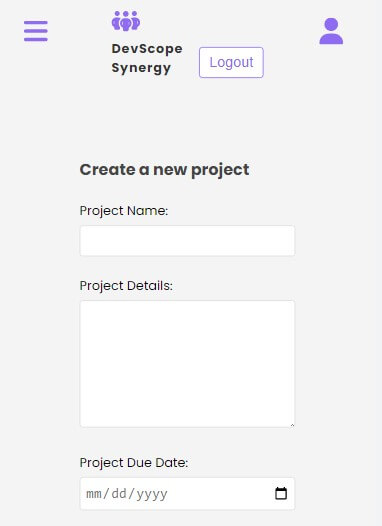 DevScope
Synergy
Logout
Create a new project
Project Name:
Project Details:
Project Due Date:
mm/dd/yyyy